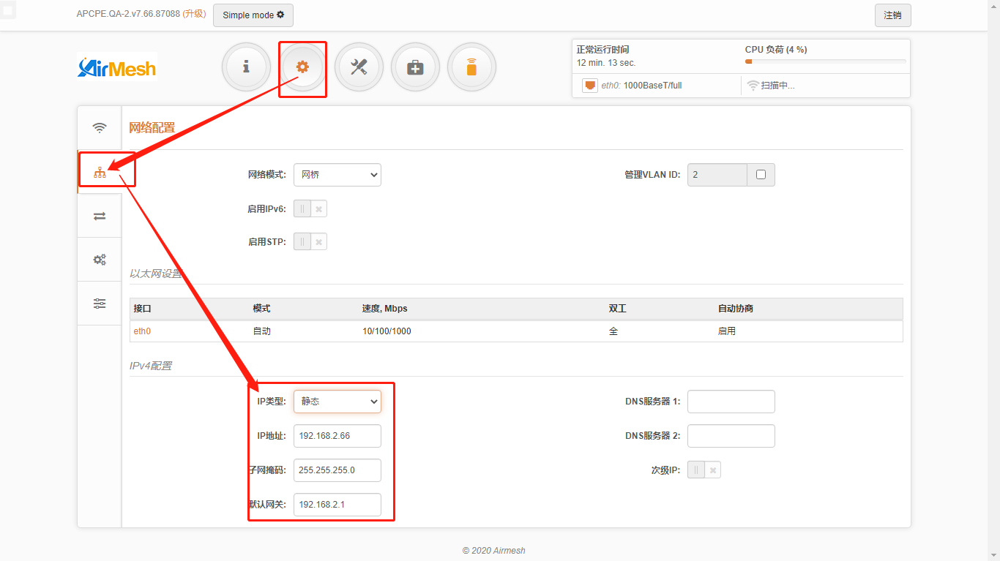 APCPE.QA-2.v7.66.87088 (升级)
Simple mode
注销
AirMesh
正常运行时间
12 min. 13 sec.
CPU 负荷 (4 %)
eth0: 1000BaseT/full
扫描中...
网络配置
网络模式: 网桥
管理VLAN ID: 2
启用IPv6:
启用STP:
以太网设置
接口 模式 速度, Mbps 双工 自动协商
eth0 自动 10/100/1000 全 启用
IPv4配置
IP类型: 静态
DNS服务器 1:
IP地址: 192.168.2.66
DNS服务器 2:
子网掩码: 255.255.255.0
次级IP:
默认网关: 192.168.2.1
© 2020 Airmesh